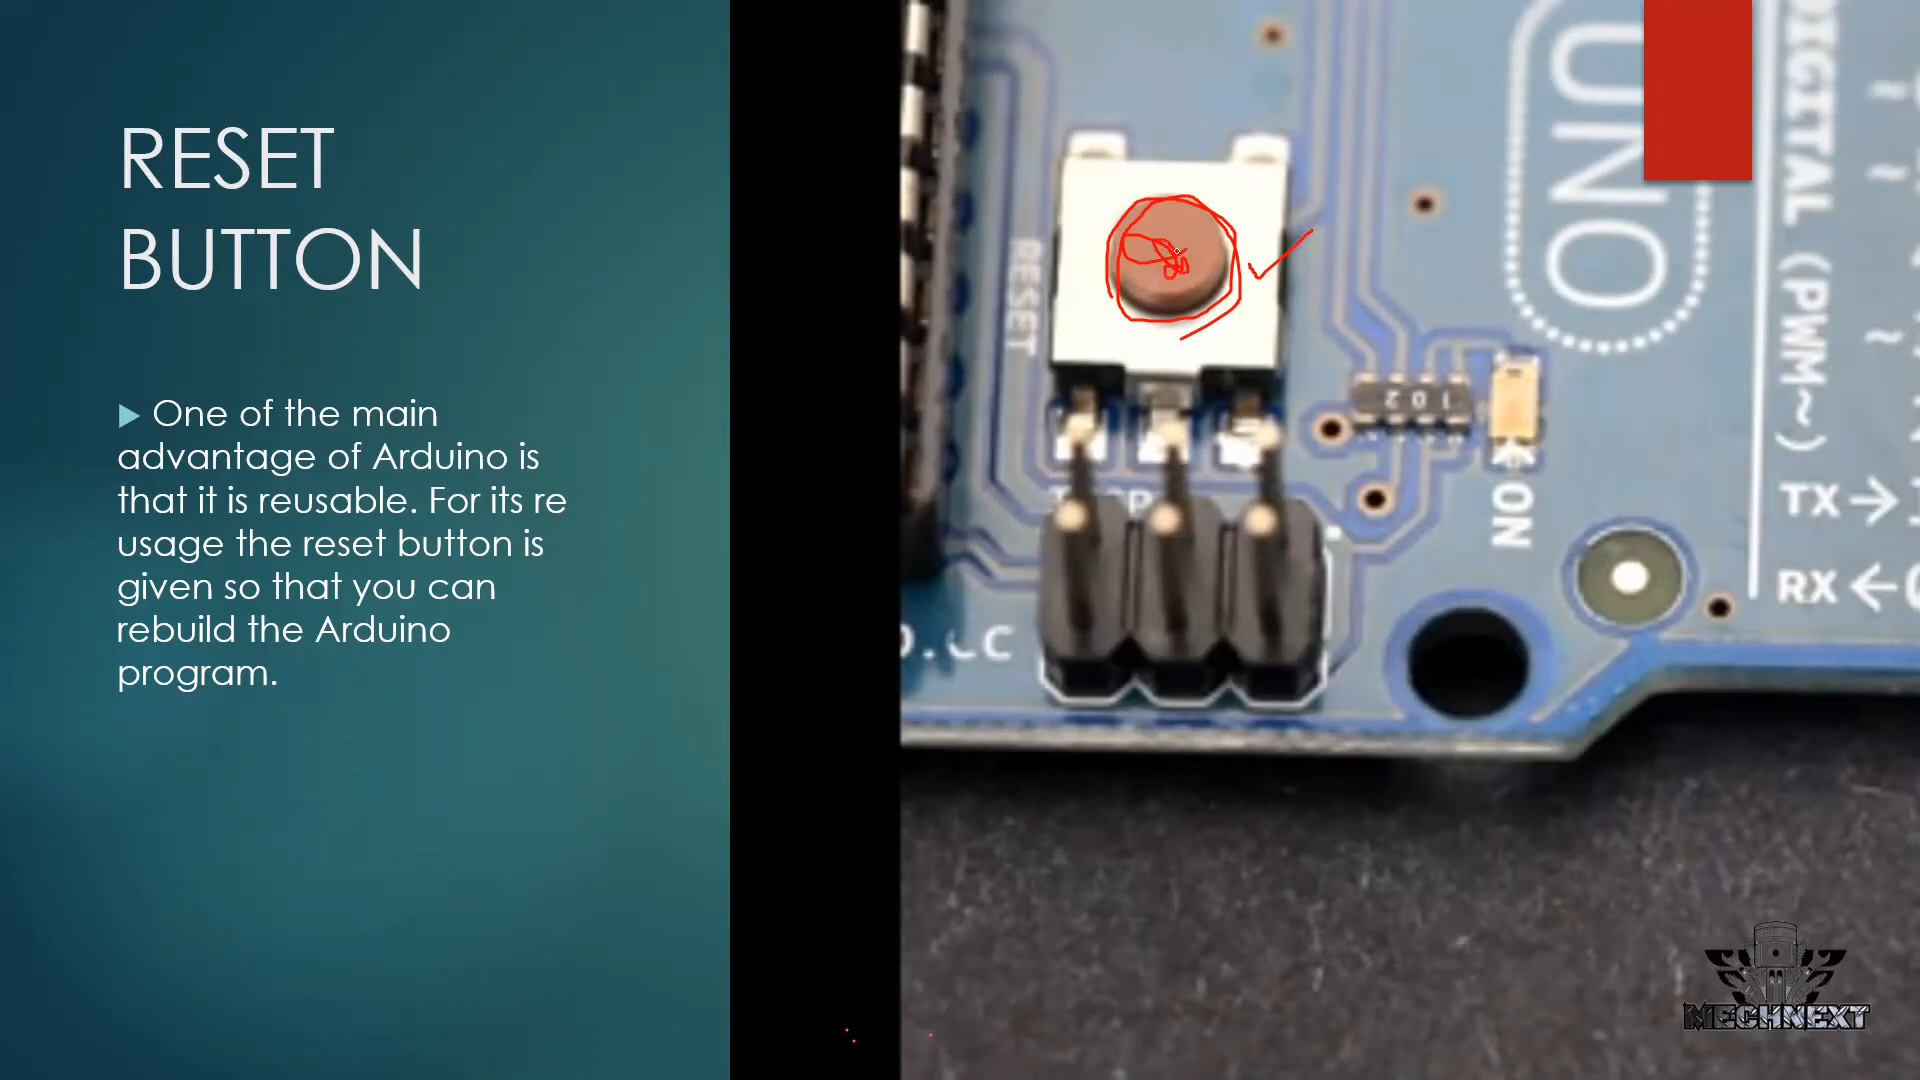 RESET
BUTTON
One of the main
advantage of Arduino is
that it is reusable. For its re
usage the reset button is
given so that you can
rebuild the Arduino
program.
RESET
UNO
DIGITAL (PWM~)
~
~
~
102
ON
TX→
RX←
CC
MECHNEXT